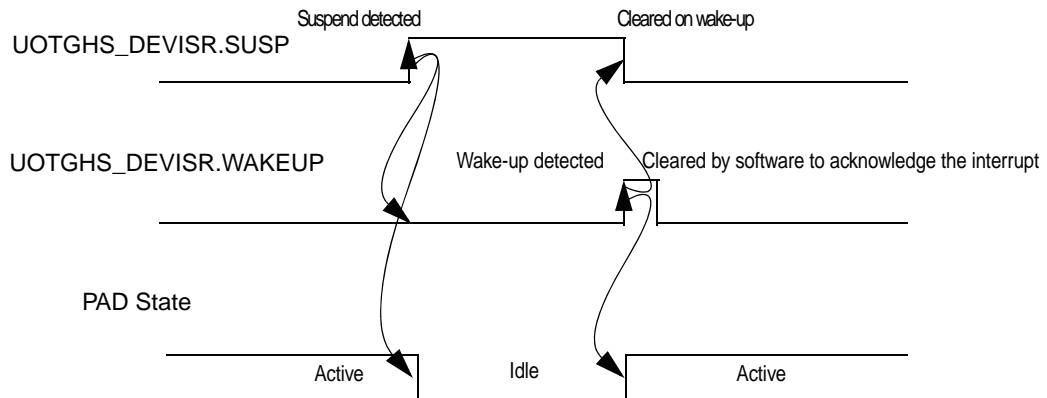 Suspend detected
Cleared on wake-up
UOTGHS_DEVISR.SUSP
UOTGHS_DEVISR.WAKEUP
Wake-up detected
Cleared by software to acknowledge the interrupt
PAD State
Active
Idle
Active